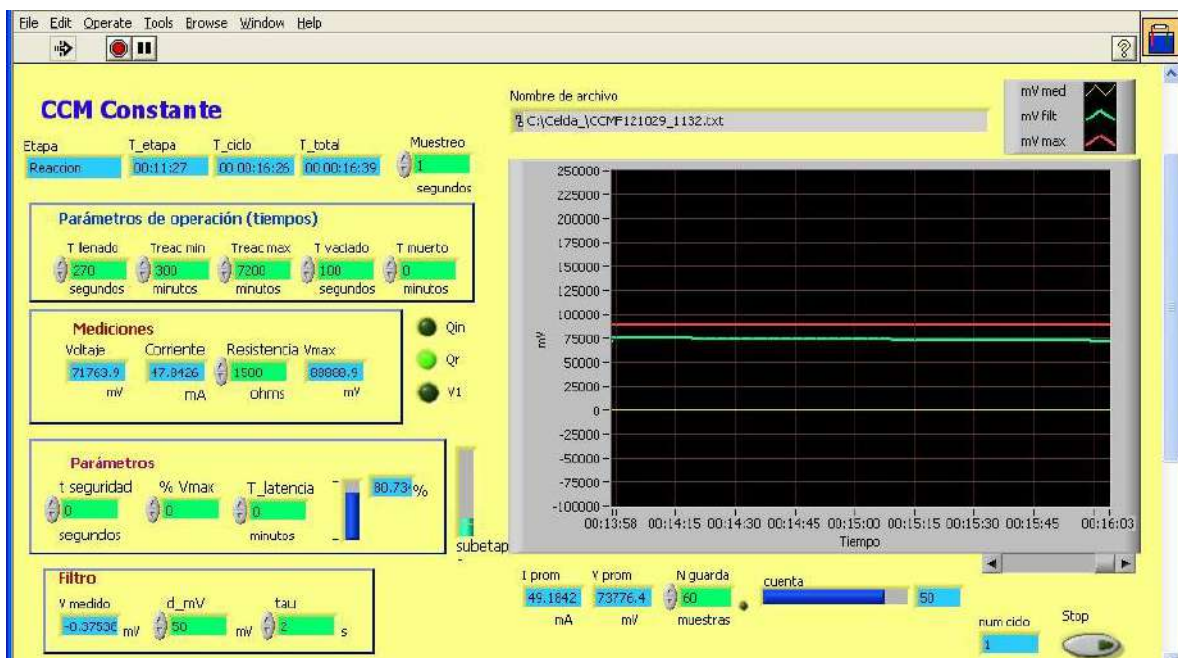 File Edit Operate Tools Browse Window Help
CCM Constante
Nombre de archivo
C:\Celda_\CCMF121029_1132.txt
mV med
mV filt
mV max
Etapa T_etapa T_ciclo T_total Muestreo
Reaccion 00:11:27 00:00:16:26 00:00:16:39 1
segundos
Parámetros de operación (tiempos)
T llenado Treac min Treac max T vaciado T muerto
270 300 7200 100 0
segundos minutos minutos segundos minutos
Mediciones
Voltaje Corriente Resistencia Vmax
71763.9 47.8426 1500 88888.9
mV mA ohms mV
Qin
Qr
V1
Parámetros
t seguridad % Vmax T_latencia
0 0 0 80.73 %
segundos minutos
subetap
Filtro
V medido d_mV tau
-0.37536 mV 50 mV 2 s
mV
250000
225000
200000
175000
150000
125000
100000
75000
50000
25000
0
-25000
-50000
-75000
-100000
00:13:58 00:14:15 00:14:30 00:14:45 00:15:00 00:15:15 00:15:30 00:15:45 00:16:03
Tiempo
I prom V prom N guarda cuenta
49.1842 73776.4 60 50
mA mV muestras
num ciclo Stop
1